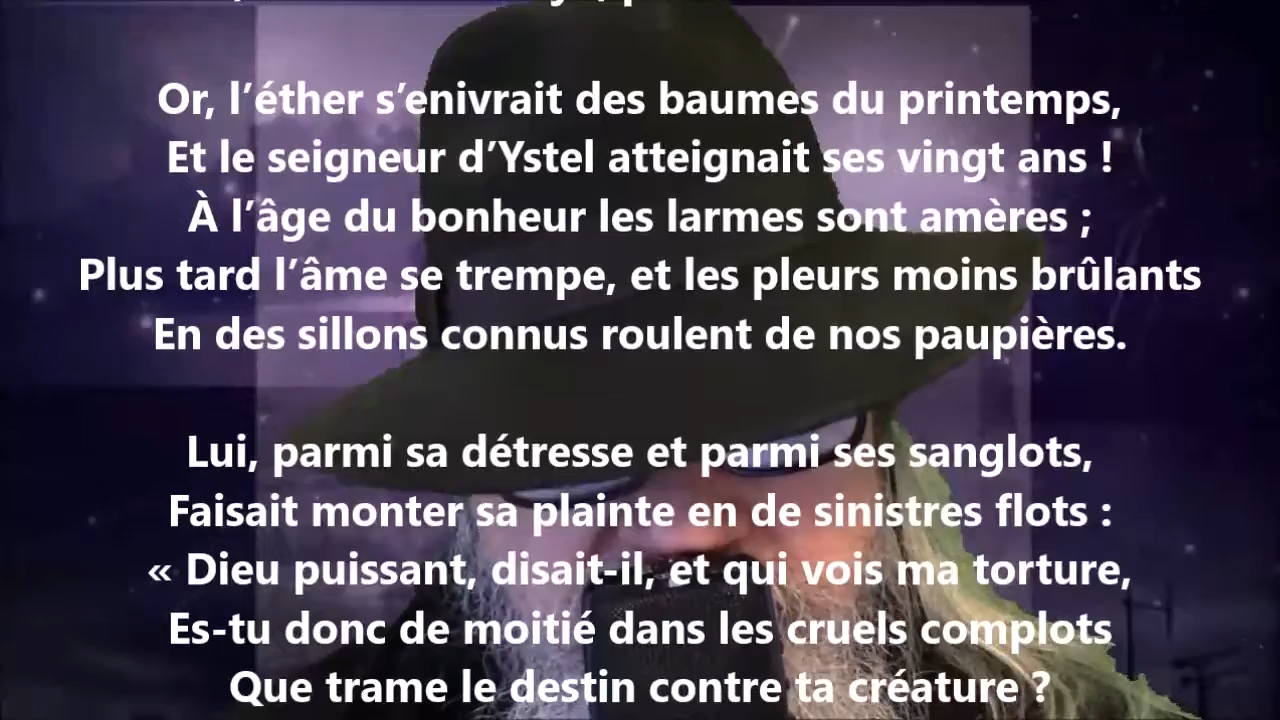 Or, l’éther s’enivrait des baumes du printemps,
Et le seigneur d’Ystel atteignait ses vingt ans !
À l’âge du bonheur les larmes sont amères ;
Plus tard l’âme se trempe, et les pleurs moins brûlants
En des sillons connus roulent de nos paupières.
Lui, parmi sa détresse et parmi ses sanglots,
Faisait monter sa plainte en de sinistres flots :
« Dieu puissant, disait-il, et qui vois ma torture,
Es-tu donc de moitié dans les cruels complots
Que trame le destin contre ta créature ?